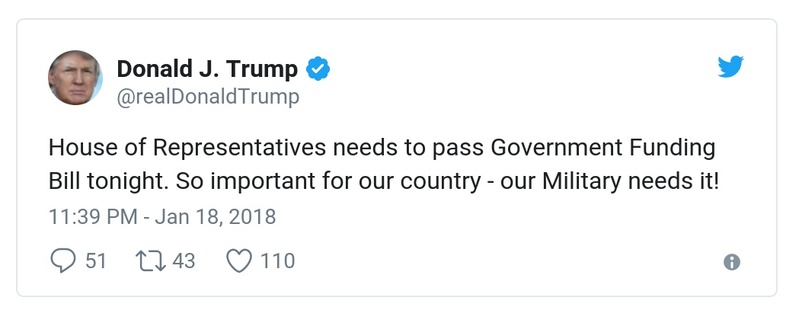 Donald J. Trump
@realDonaldTrump
House of Representatives needs to pass Government Funding
Bill tonight. So important for our country - our Military needs it!
11:39 PM - Jan 18, 2018
51 43 110